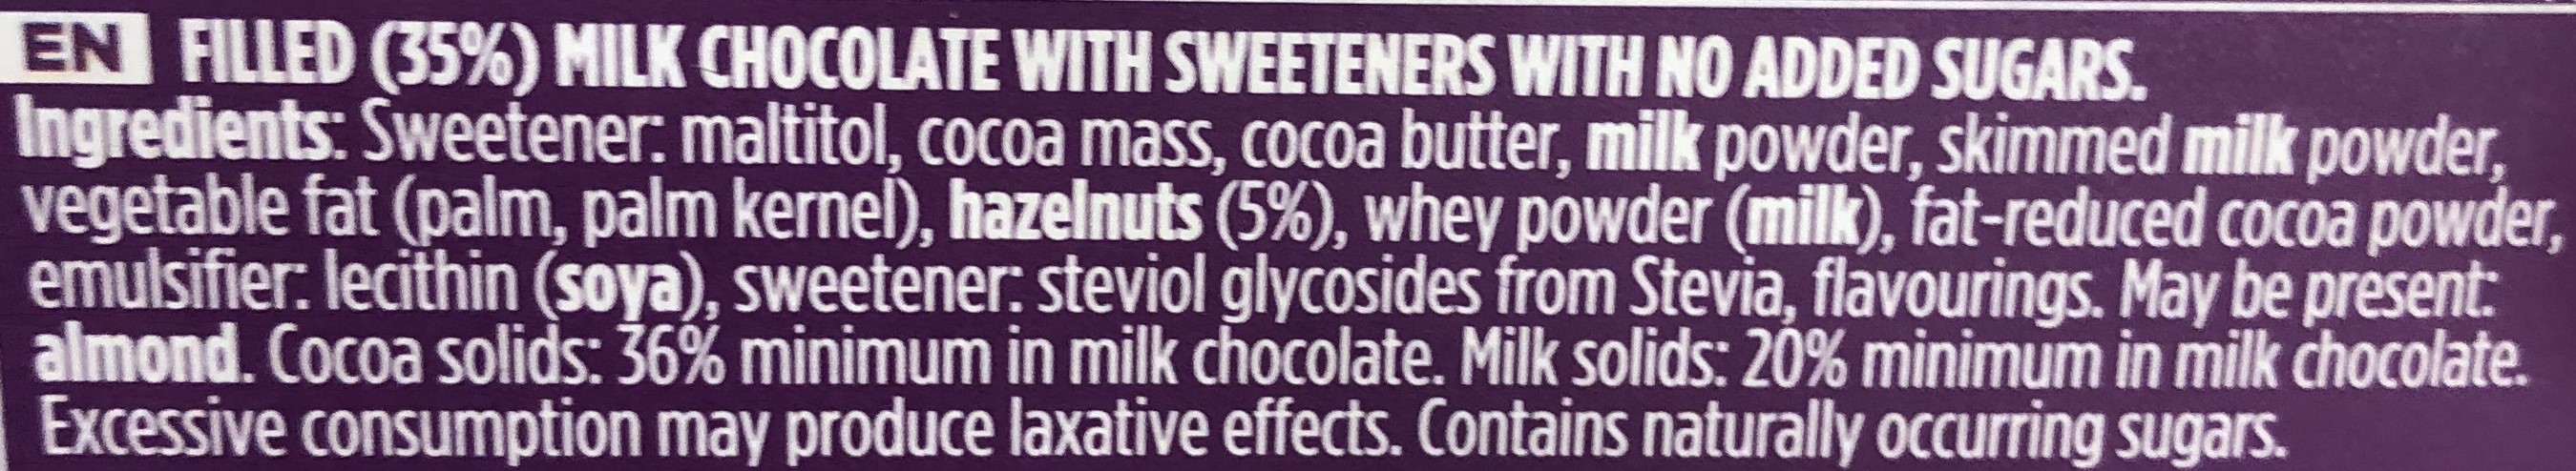 EN FILLED (35%) MILK CHOCOLATE WITH SWEETENERS WITH NO ADDED SUGARS.
Ingredients: Sweetener: maltitol, cocoa mass, cocoa butter, milk powder, skimmed milk powder,
vegetable fat (palm, palm kernel), hazelnuts (5%), whey powder (milk), fat-reduced cocoa powder,
emulsifier: lecithin (soya), sweetener: steviol glycosides from Stevia, flavourings. May be present:
almond. Cocoa solids: 36% minimum in milk chocolate. Milk solids: 20% minimum in milk chocolate.
Excessive consumption may produce laxative effects. Contains naturally occurring sugars.